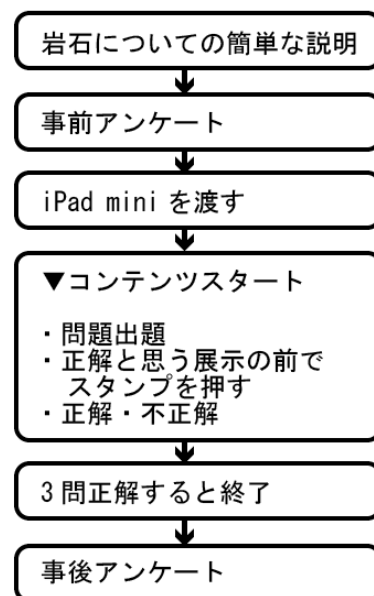 岩石についての簡単な説明
事前アンケート
iPad mini を渡す
▼コンテンツスタート
・問題出題
・正解と思う展示の前で
スタンプを押す
・正解・不正解
3問正解すると終了
事後アンケート